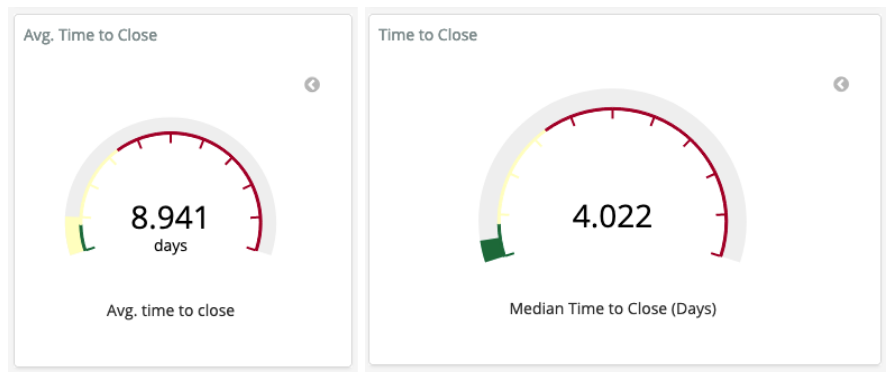 Avg. Time to Close
8.941
days
Avg. time to close
Time to Close
4.022
Median Time to Close (Days)